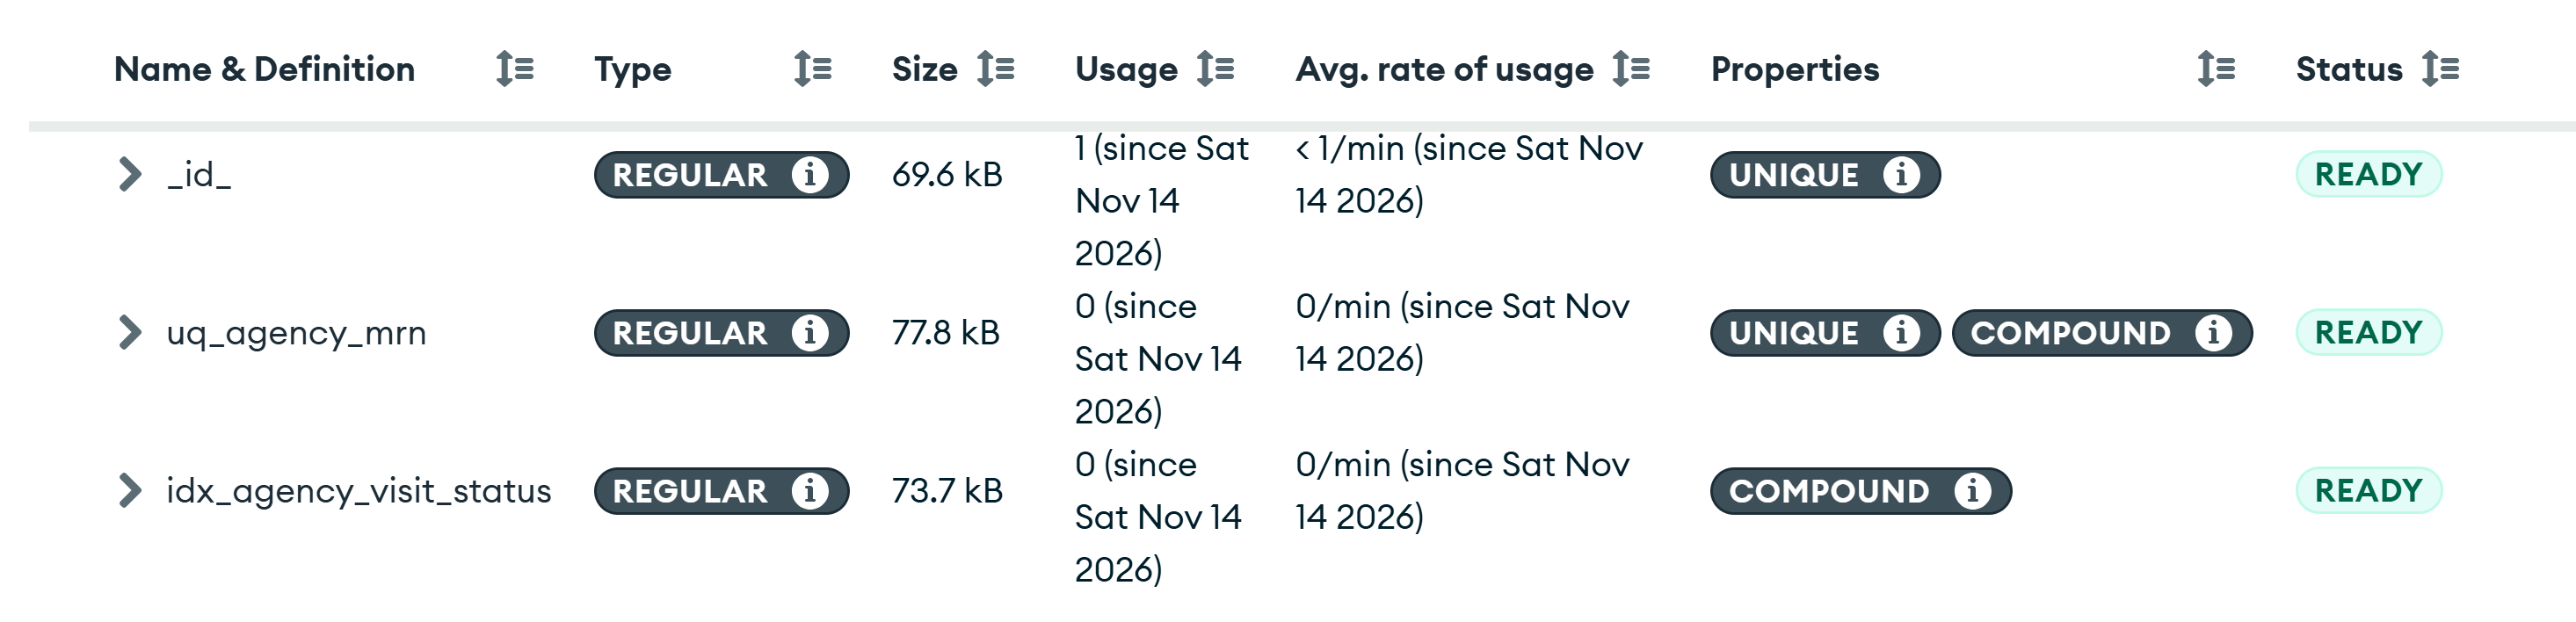 Name & Definition Type Size Usage Avg. rate of usage Properties Status
_id_ REGULAR 69.6 kB 1 (since Sat Nov 14 2026) < 1/min (since Sat Nov 14 2026) UNIQUE READY
uq_agency_mrn REGULAR 77.8 kB 0 (since Sat Nov 14 2026) 0/min (since Sat Nov 14 2026) UNIQUE COMPOUND READY
idx_agency_visit_status REGULAR 73.7 kB 0 (since Sat Nov 14 2026) 0/min (since Sat Nov 14 2026) COMPOUND READY